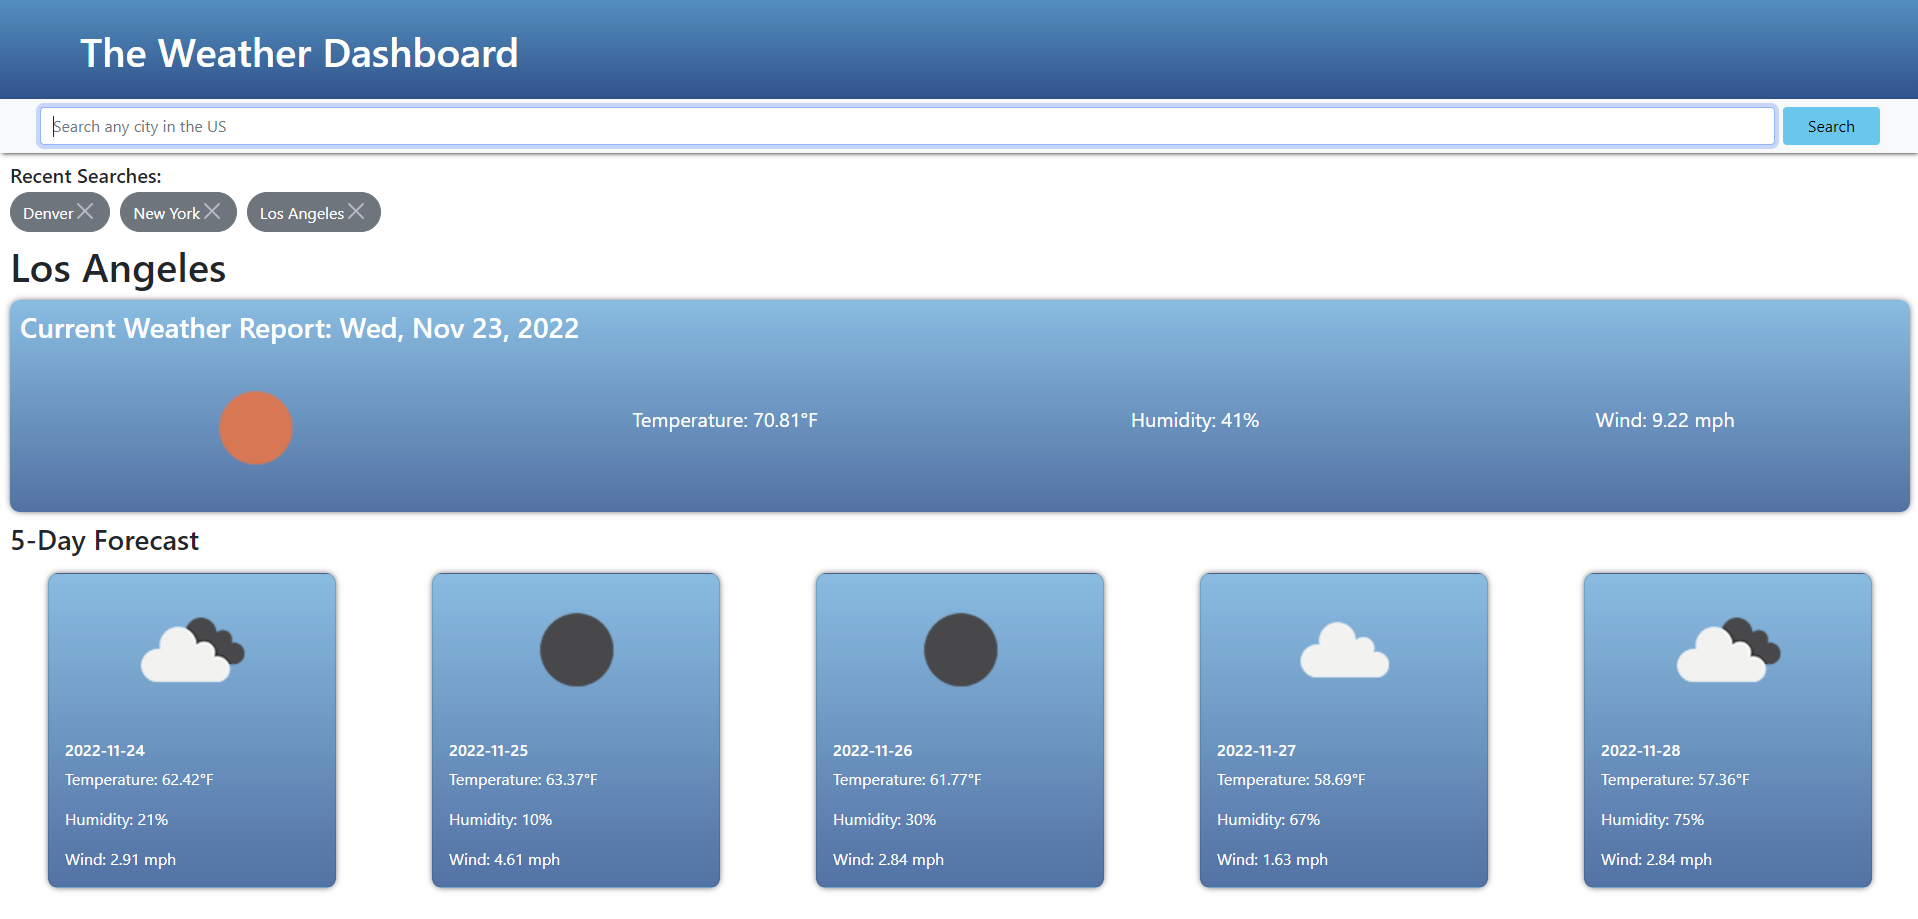 The Weather Dashboard
Search any city in the US
Search
Recent Searches:
Denver
New York
Los Angeles
Los Angeles
Current Weather Report: Wed, Nov 23, 2022
Temperature: 70.81°F
Humidity: 41%
Wind: 9.22 mph
5-Day Forecast
2022-11-24
Temperature: 62.42°F
Humidity: 21%
Wind: 2.91 mph
2022-11-25
Temperature: 63.37°F
Humidity: 10%
Wind: 4.61 mph
2022-11-26
Temperature: 61.77°F
Humidity: 30%
Wind: 2.84 mph
2022-11-27
Temperature: 58.69°F
Humidity: 67%
Wind: 1.63 mph
2022-11-28
Temperature: 57.36°F
Humidity: 75%
Wind: 2.84 mph